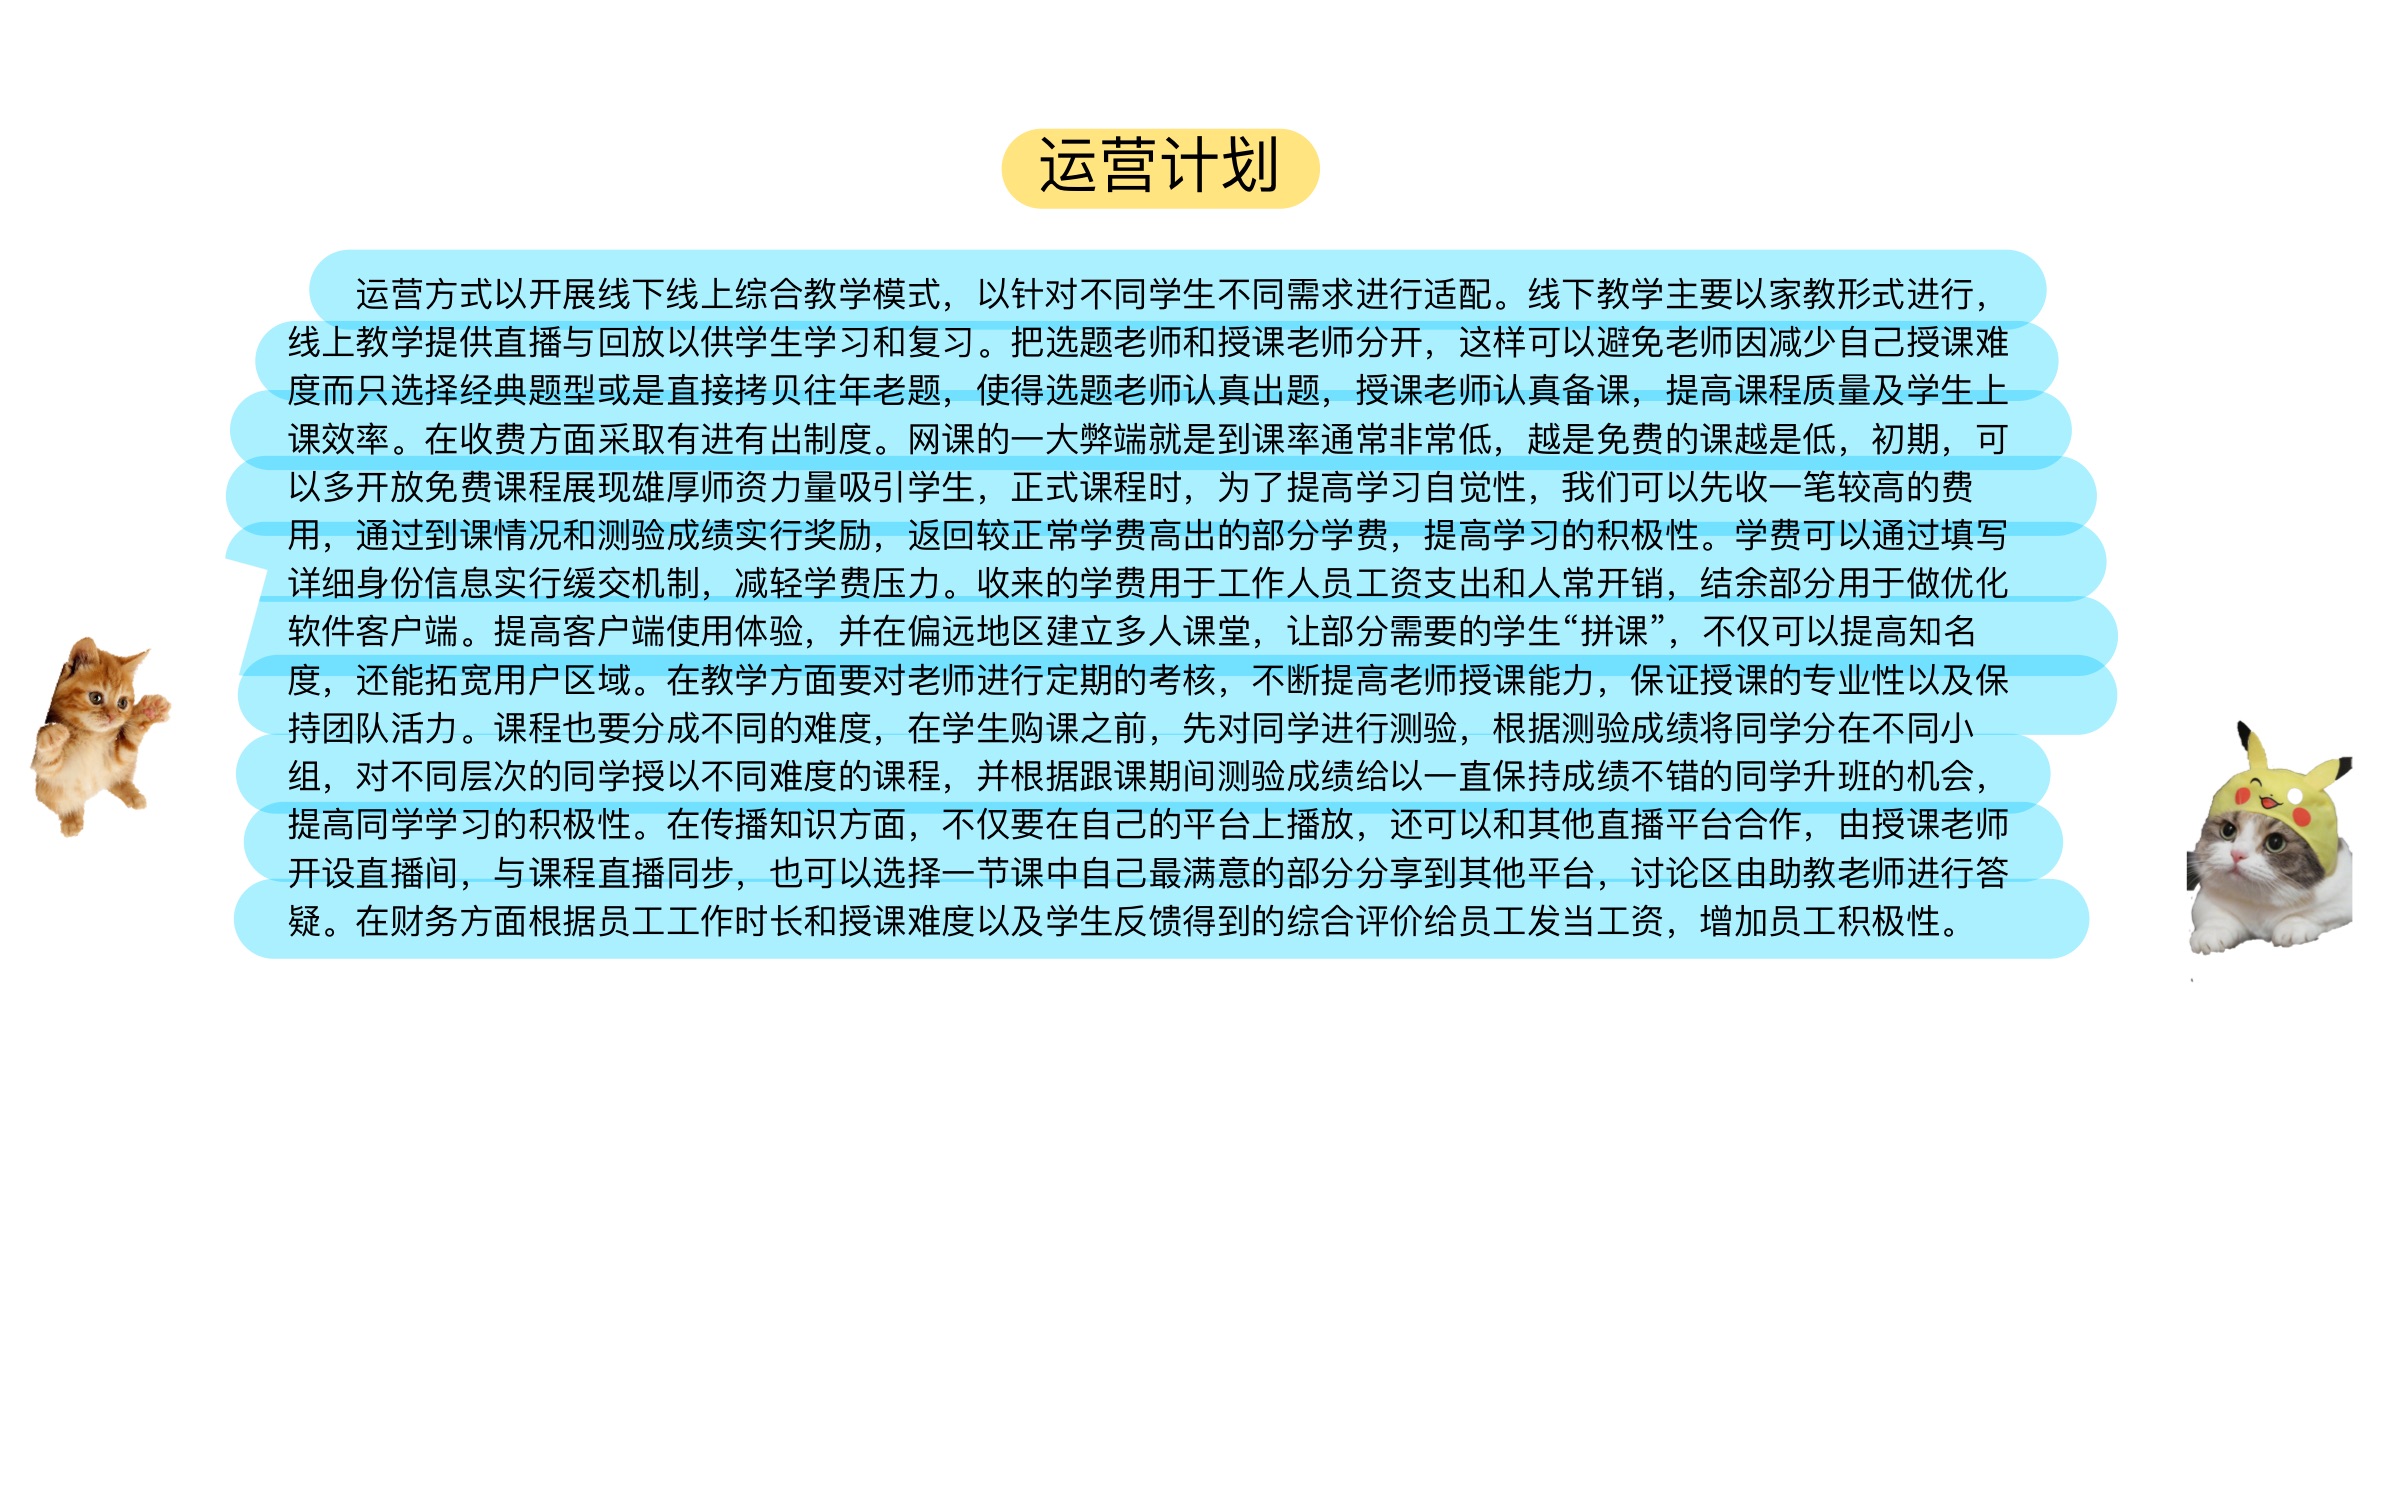 运营计划
运营方式以开展线下线上综合教学模式，以针对不同学生不同需求进行适配。线下教学主要以家教形式进行，
线上教学提供直播与回放以供学生学习和复习。把选题老师和授课老师分开，这样可以避免老师因减少自己授课难
度而只选择经典题型或是直接拷贝往年老题，使得选题老师认真出题，授课老师认真备课，提高课程质量及学生上
课效率。在收费方面采取有进有出制度。网课的一大弊端就是到课率通常非常低，越是免费的课越是低，初期，可
以多开放免费课程展现雄厚师资力量吸引学生，正式课程时，为了提高学习自觉性，我们可以先收一笔较高的费
用，通过到课情况和测验成绩实行奖励，返回较正常学费高出的部分学费，提高学习的积极性。学费可以通过填写
详细身份信息实行缓交机制，减轻学费压力。收来的学费用于工作人员工资支出和人常开销，结余部分用于做优化
软件客户端。提高客户端使用体验，并在偏远地区建立多人课堂，让部分需要的学生“拼课”，不仅可以提高知名
度，还能拓宽用户区域。在教学方面要对老师进行定期的考核，不断提高老师授课能力，保证授课的专业性以及保
持团队活力。课程也要分成不同的难度，在学生购课之前，先对同学进行测验，根据测验成绩将同学分在不同小
组，对不同层次的同学授以不同难度的课程，并根据跟课期间测验成绩给以一直保持成绩不错的同学升班的机会，
提高同学学习的积极性。在传播知识方面，不仅要在自己的平台上播放，还可以和其他直播平台合作，由授课老师
开设直播间，与课程直播同步，也可以选择一节课中自己最满意的部分分享到其他平台，讨论区由助教老师进行答
疑。在财务方面根据员工工作时长和授课难度以及学生反馈得到的综合评价给员工发当工资，增加员工积极性。